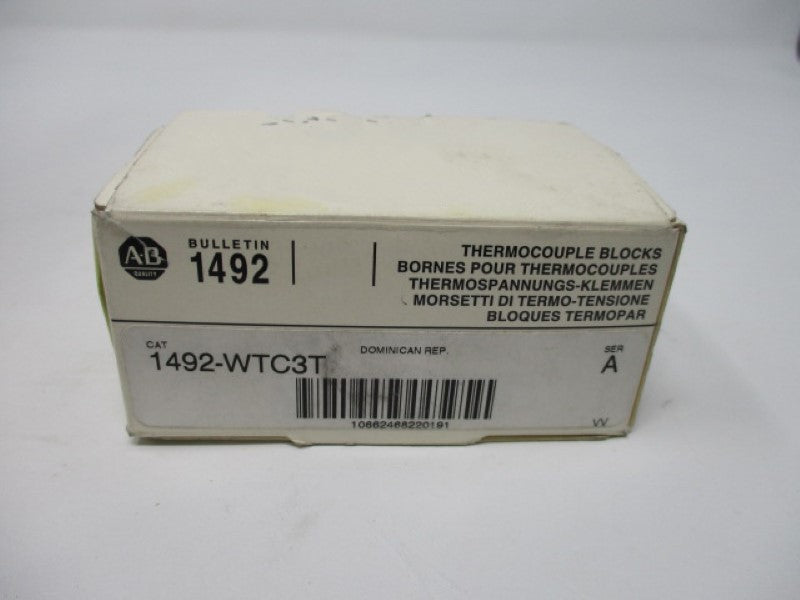 AB
QUALITY
BULLETIN
1492
THERMOCOUPLE BLOCKS
BORNES POUR THERMOCOUPLES
THERMOSPANNUNGS-KLEMMEN
MORSETTI DI TERMO-TENSIONE
BLOQUES TERMOPAR
CAT
1492-WTC3T
DOMINICAN REP.
SER
A
10662468220191
VV